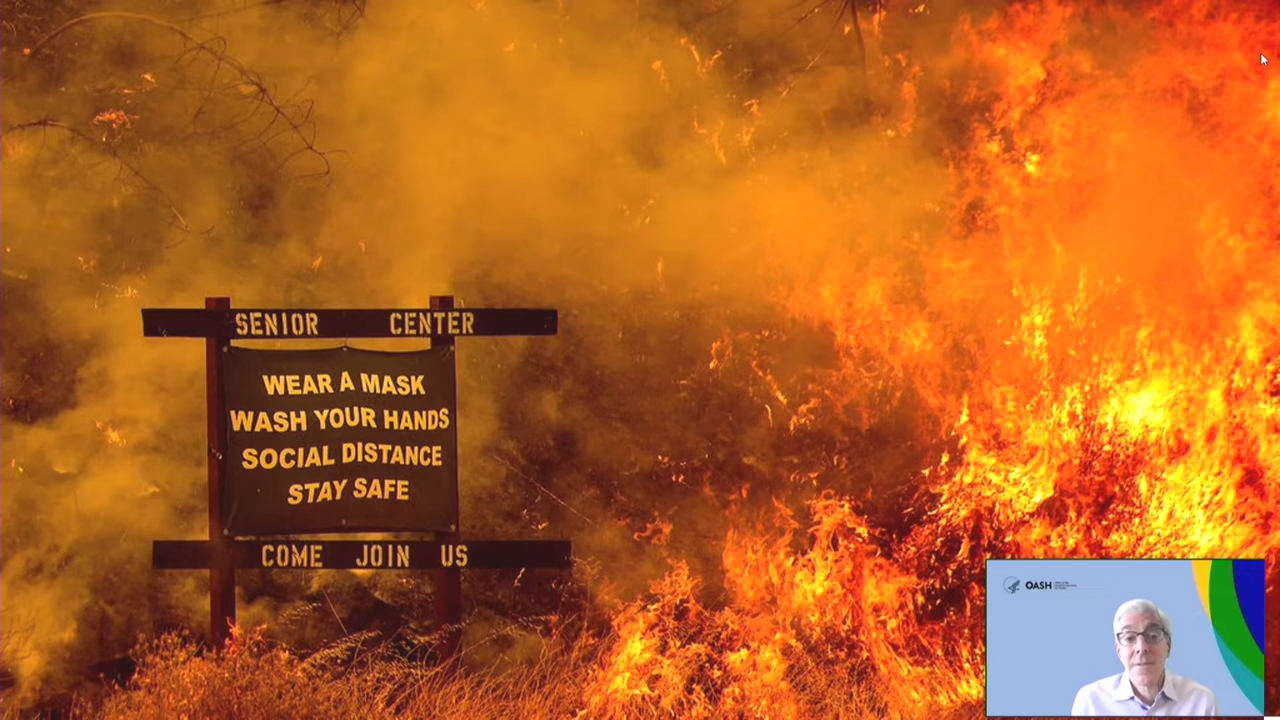 SENIOR CENTER
WEAR A MASK
WASH YOUR HANDS
SOCIAL DISTANCE
STAY SAFE
COME JOIN US
OASH